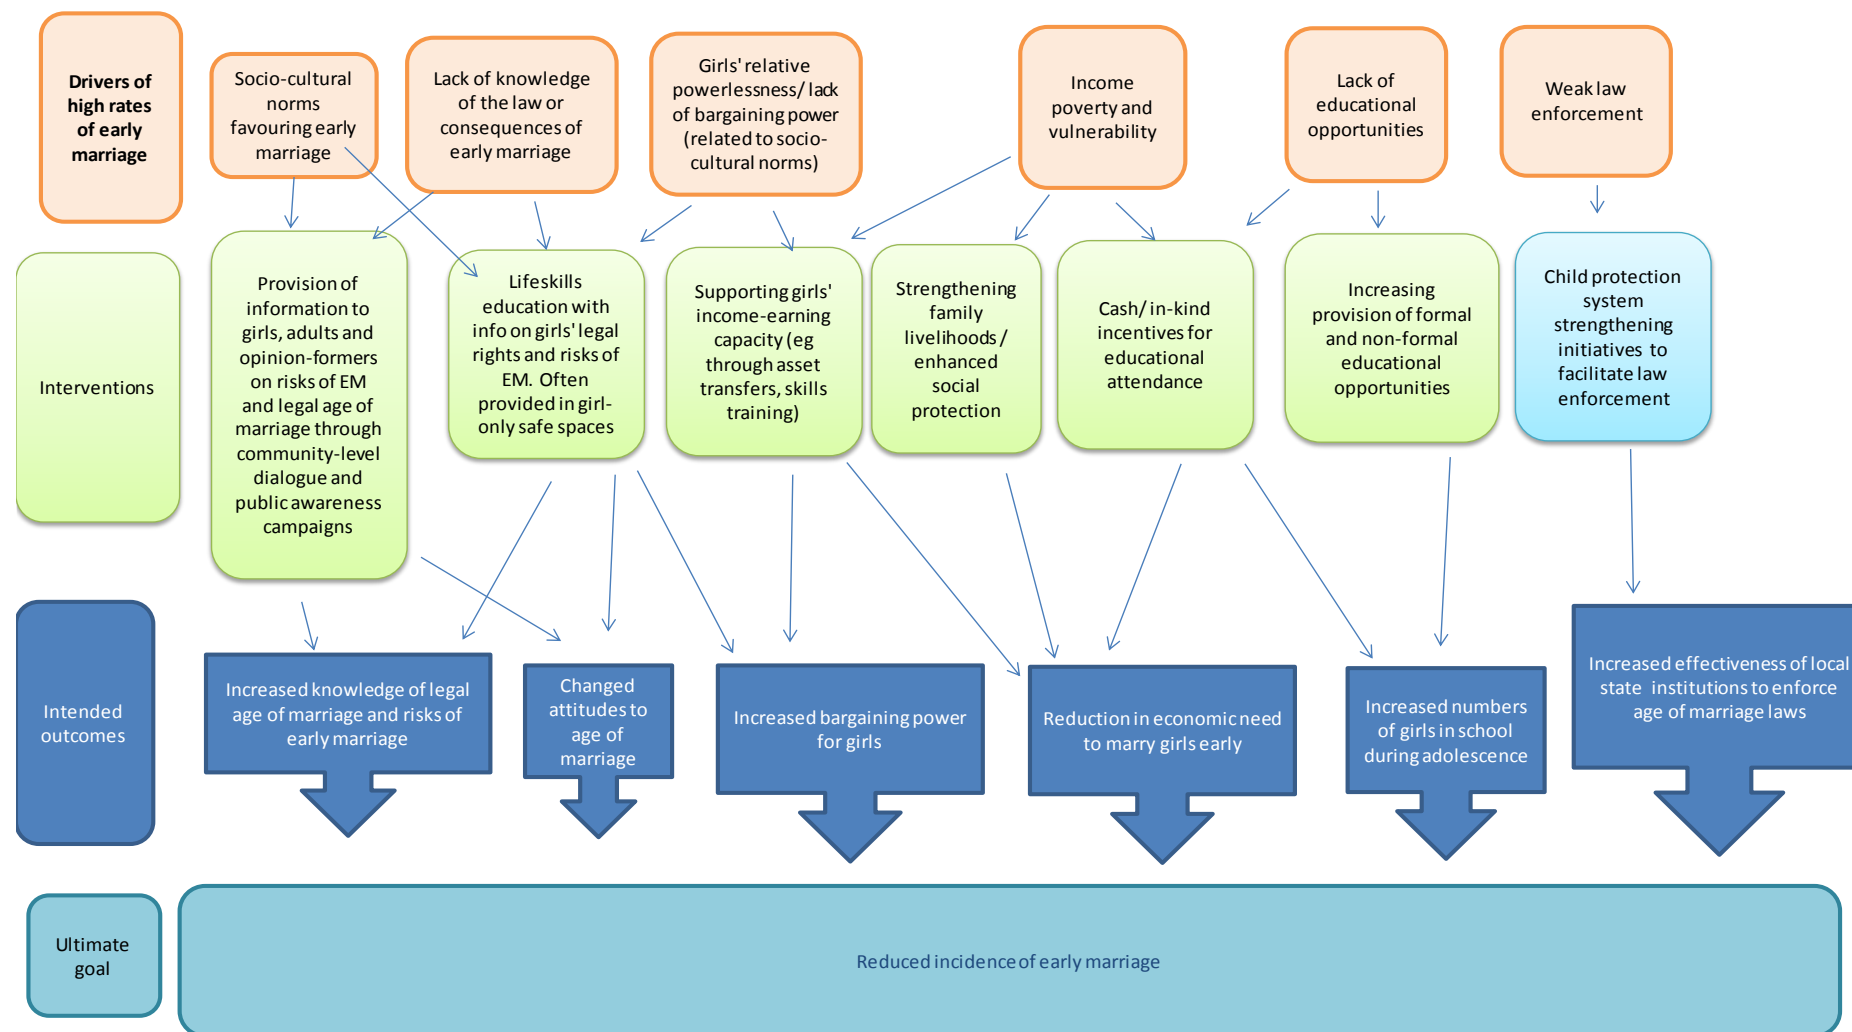 Drivers of
high rates
of early
marriage
Socio-cultural
norms
favouring early
marriage
Lack of knowledge
of the law or
consequences of
early marriage
Girls' relative
powerlessness/ lack
of bargaining power
(related to socio-
cultural norms)
Income
poverty and
vulnerability
Lack of
educational
opportunities
Weak law
enforcement
Interventions
Provision of
information to
girls, adults and
opinion-formers
on risks of EM
and legal age of
marriage through
community-level
dialogue and
public awareness
campaigns
Lifeskills
education with
info on girls' legal
rights and risks of
EM. Often
provided in girl-
only safe spaces
Supporting girls'
income-earning
capacity (eg
through asset
transfers, skills
training)
Strengthening
family
livelihoods /
enhanced
social
protection
Cash/ in-kind
incentives for
educational
attendance
Increasing
provision of formal
and non-formal
educational
opportunities
Child protection
system
strengthening
initiatives to
facilitate law
enforcement
Intended
outcomes
Increased knowledge of legal
age of marriage and risks of
early marriage
Changed
attitudes to
age of
marriage
Increased bargaining power
for girls
Reduction in economic need
to marry girls early
Increased numbers
of girls in school
during adolescence
Increased effectiveness of local
state institutions to enforce
age of marriage laws
Ultimate
goal
Reduced incidence of early marriage